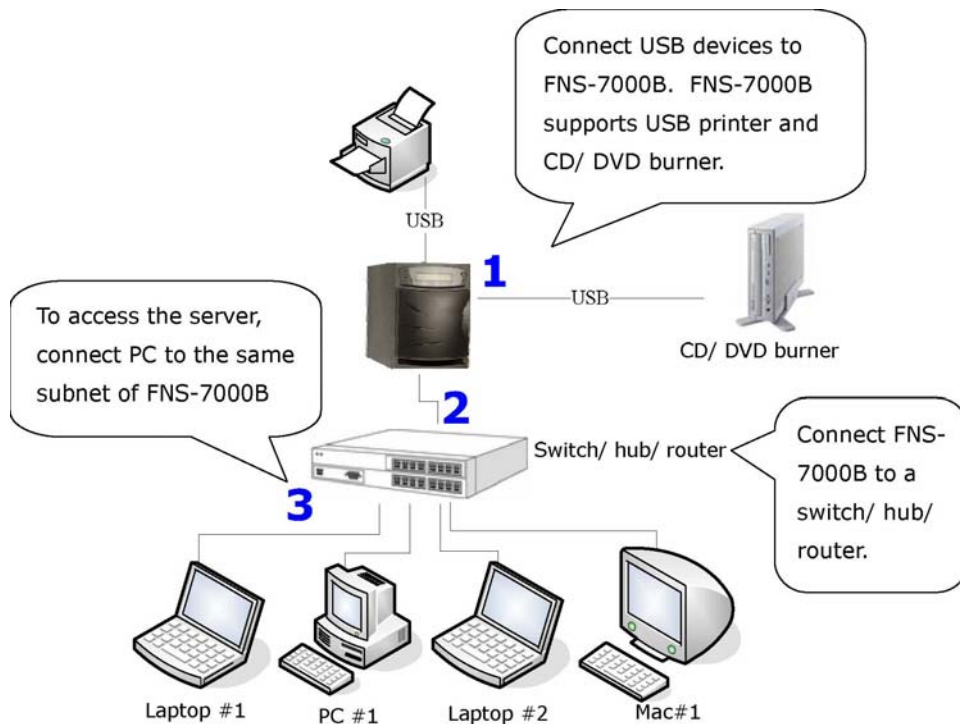 Connect USB devices to
FNS-7000B.  FNS-7000B
supports USB printer and
CD/ DVD burner.
USB
1
USB
CD/ DVD burner
To access the server,
connect PC to the same
subnet of FNS-7000B
2
Switch/ hub/ router
Connect FNS-
7000B to a
switch/ hub/
router.
3
Laptop #1
PC #1
Laptop #2
Mac#1